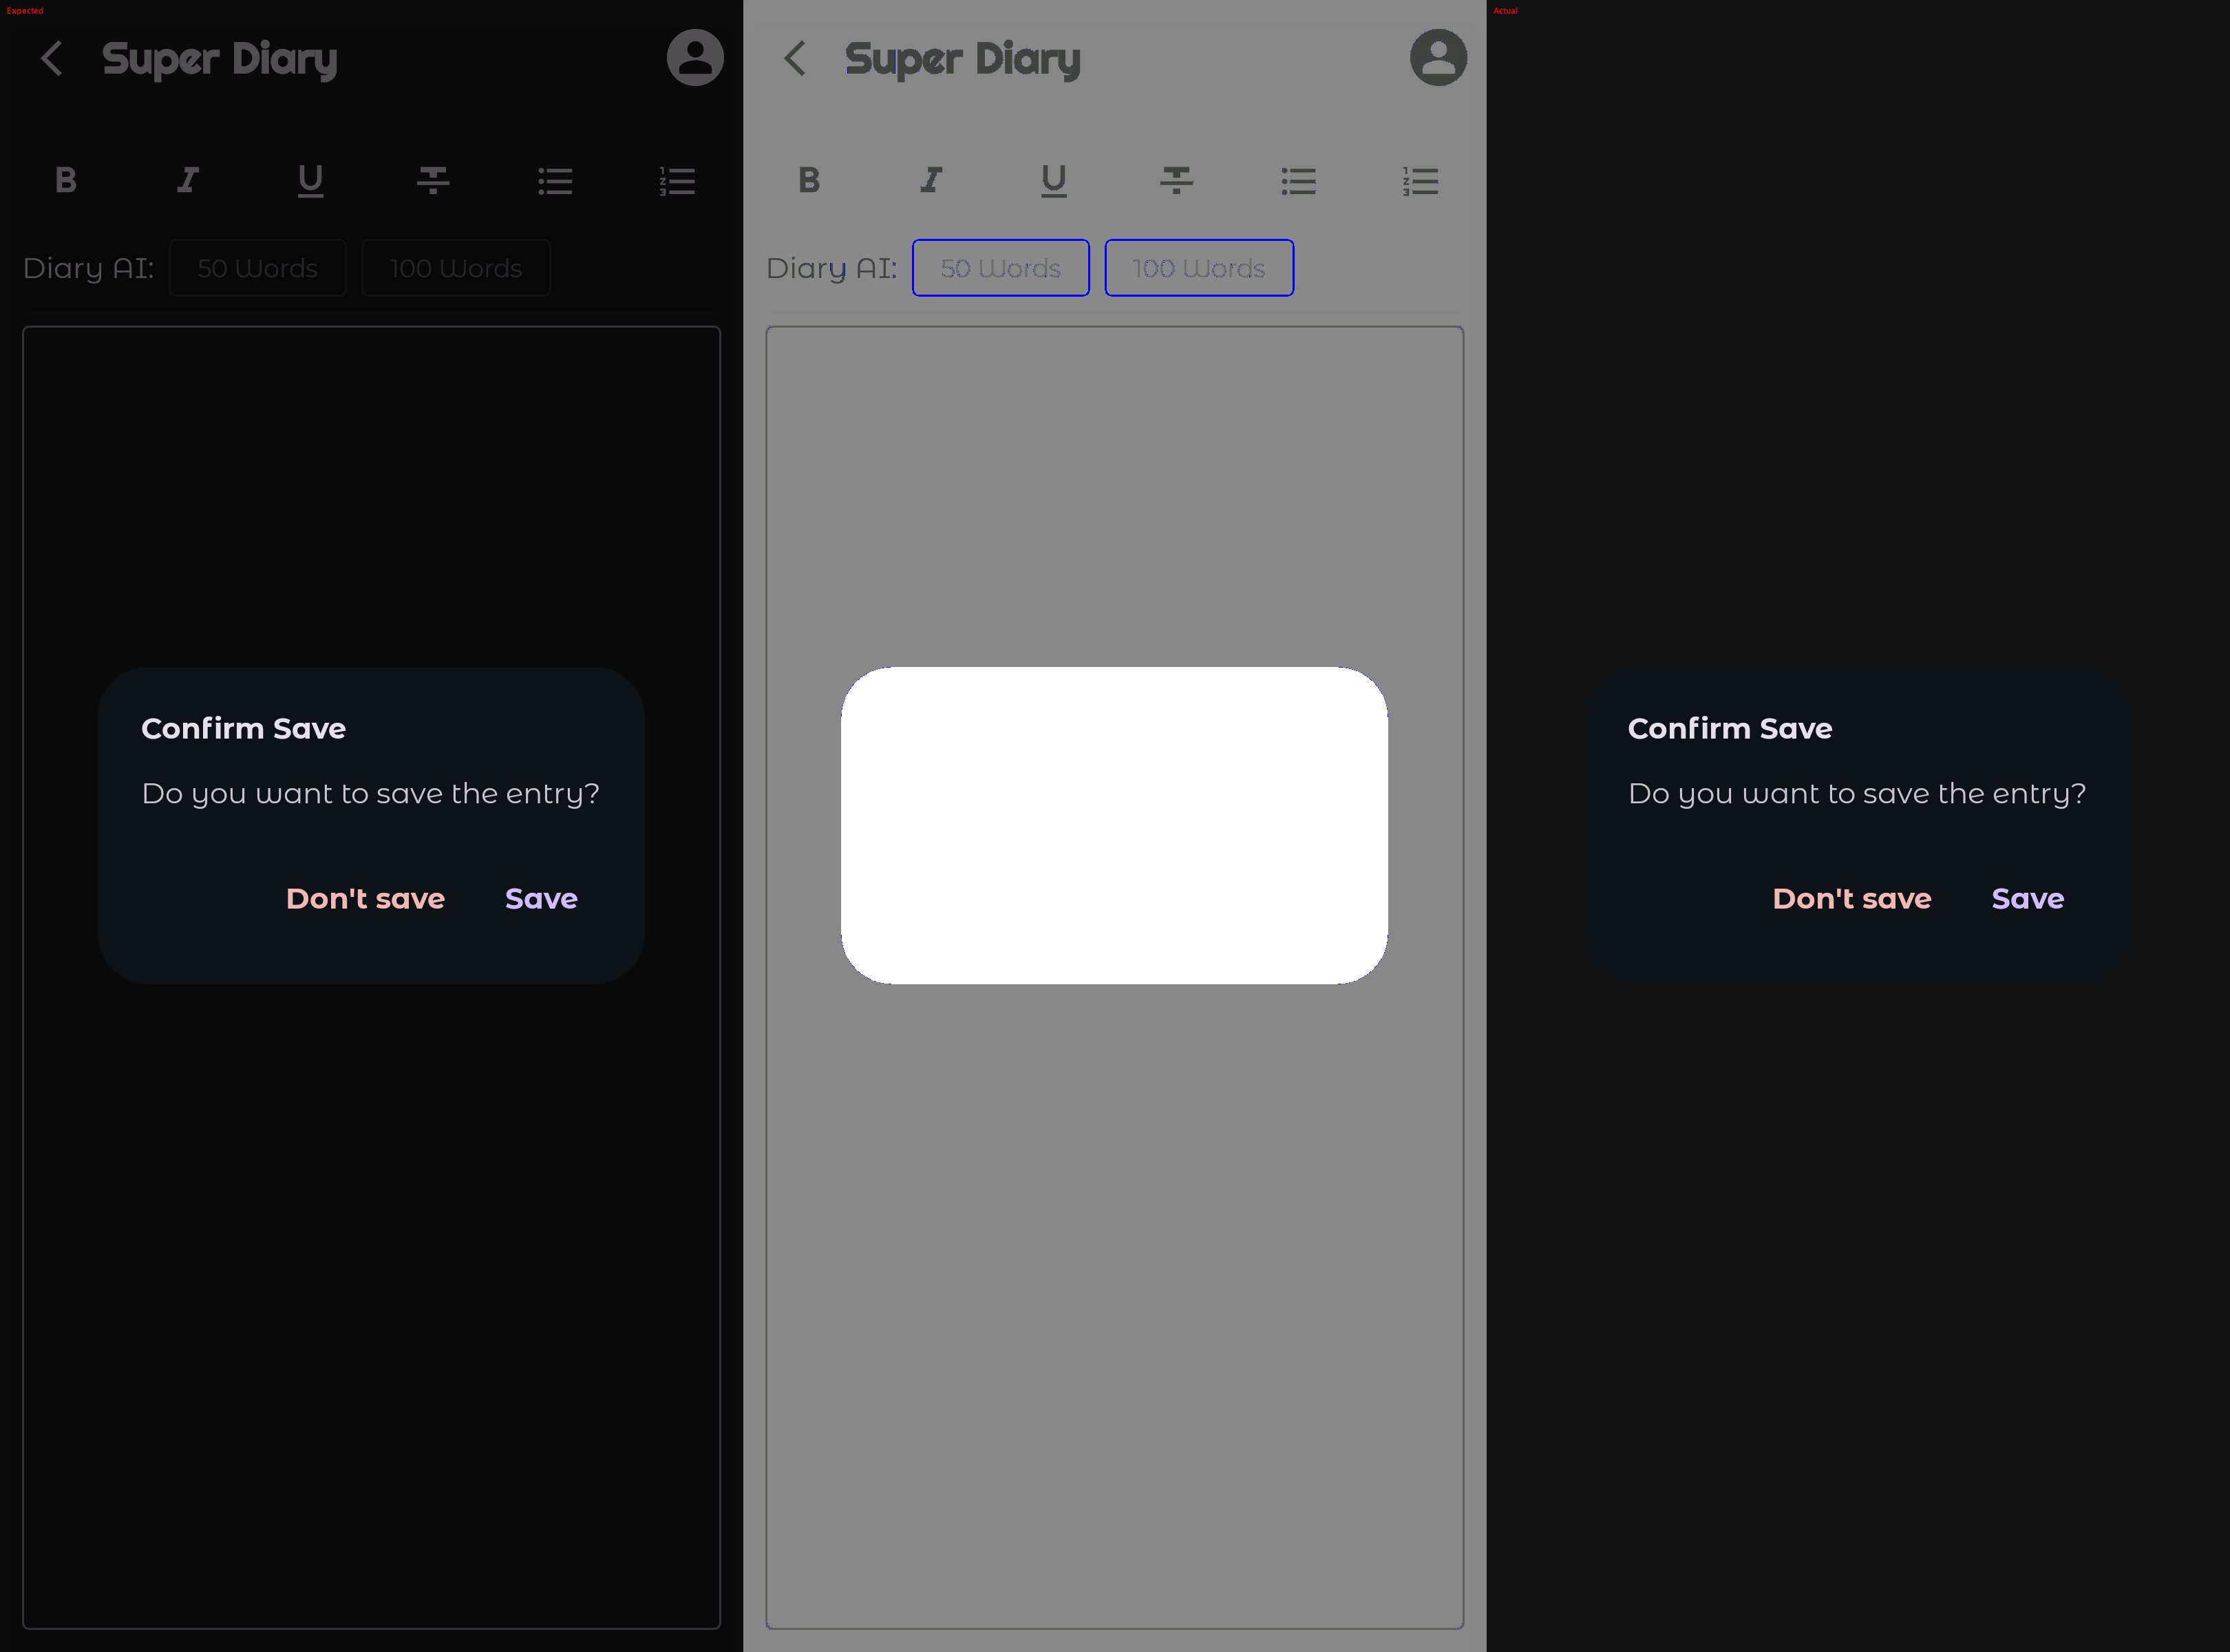 Expected
Super Diary
B I U T
Diary AI: 50 Words 100 Words
Confirm Save
Do you want to save the entry?
Don't save Save
Super Diary
B I U T
Diary AI: 50 Words 100 Words
Actual
Confirm Save
Do you want to save the entry?
Don't save Save